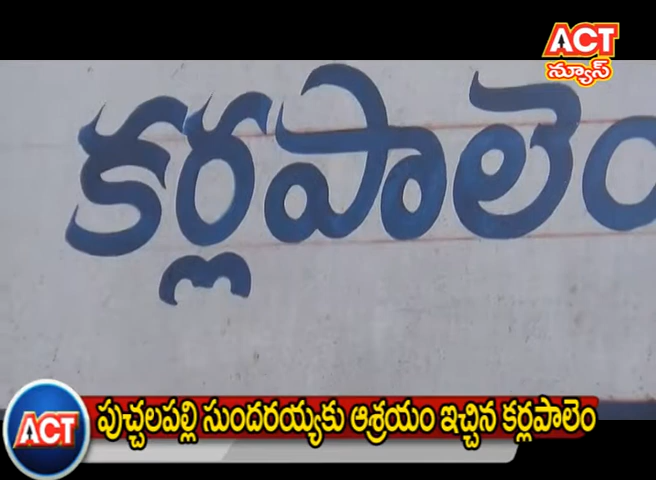 ACT
న్యూస్
కర్లపాలెం
ACT
పుచ్చలపల్లి సుందరయ్యకు ఆశ్రయం ఇచ్చిన కర్లపాలెం